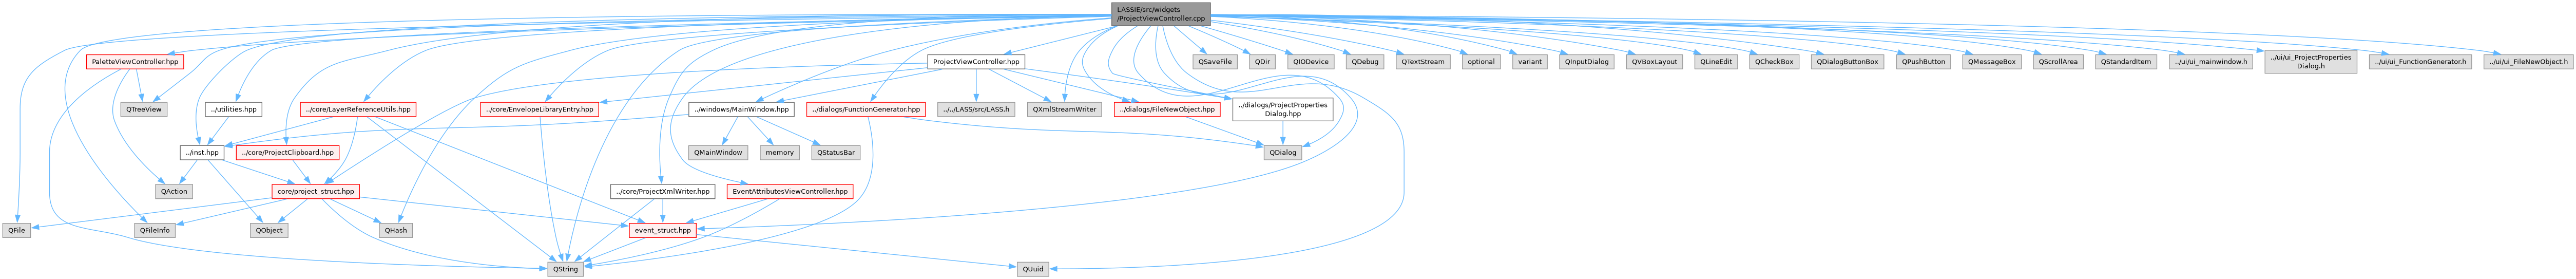 LASSIE/src/widgets
/ProjectViewController.cpp
PaletteViewController.hpp
ProjectViewController.hpp
QSaveFile
QDir
QIODevice
QDebug
QTextStream
optional
variant
QInputDialog
QVBoxLayout
QLineEdit
QCheckBox
QDialogButtonBox
QPushButton
QMessageBox
QScrollArea
QStandardItem
../ui/ui_mainwindow.h
../ui/ui_ProjectProperties
Dialog.h
../ui/ui_FunctionGenerator.h
../ui/ui_FileNewObject.h
QTreeView
../utilities.hpp
../core/LayerReferenceUtils.hpp
../core/EnvelopeLibraryEntry.hpp
../windows/MainWindow.hpp
../dialogs/FunctionGenerator.hpp
../../LASS/src/LASS.h
QXmlStreamWriter
../dialogs/FileNewObject.hpp
../dialogs/ProjectProperties
Dialog.hpp
../inst.hpp
../core/ProjectClipboard.hpp
QMainWindow
memory
QStatusBar
QDialog
QAction
core/project_struct.hpp
../core/ProjectXmlWriter.hpp
EventAttributesViewController.hpp
QFile
QFileInfo
QObject
QHash
event_struct.hpp
QString
QUuid